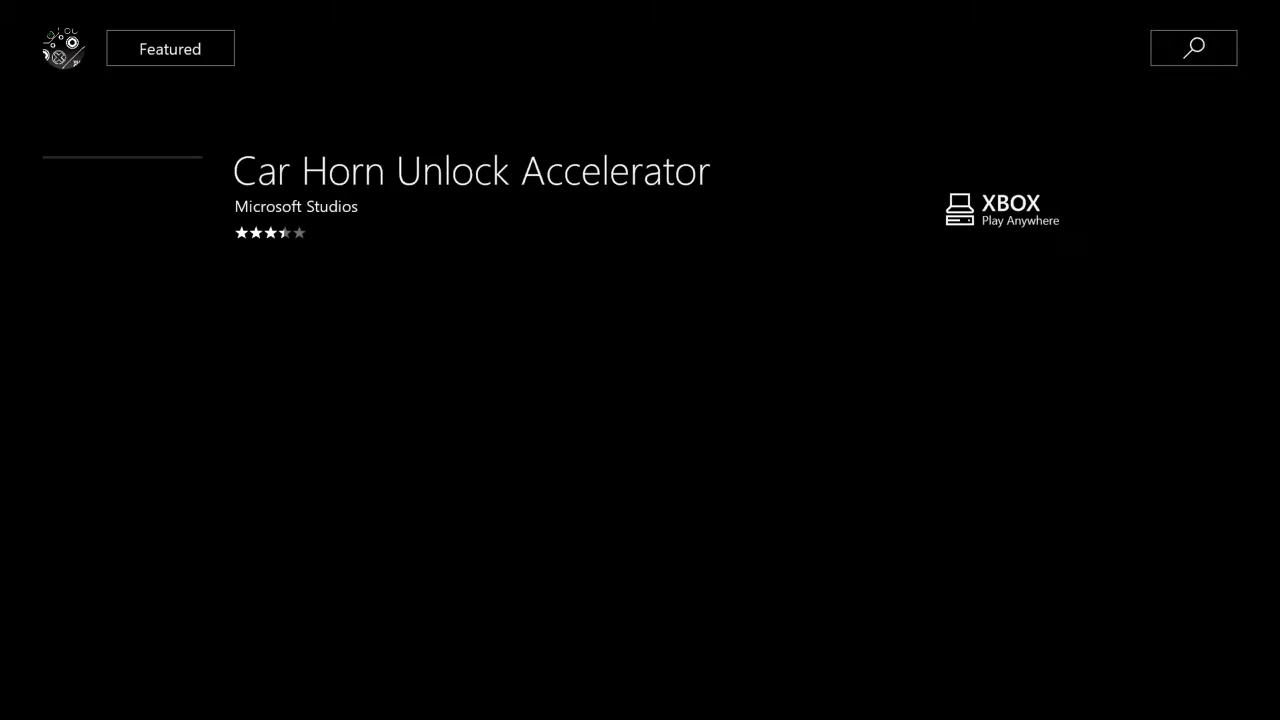 Featured
Car Horn Unlock Accelerator
Microsoft Studios
XBOX
Play Anywhere